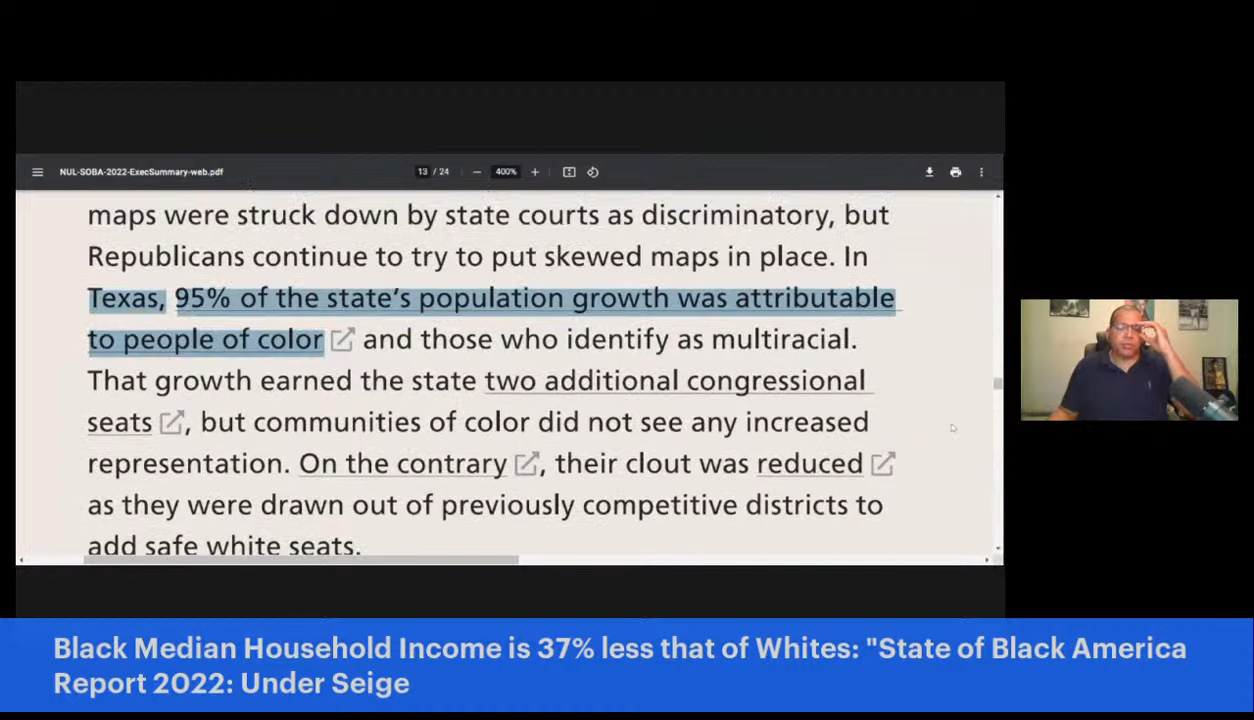 NUL-SOBA-2022-ExecSummary-web.pdf
13 / 24
400%
maps were struck down by state courts as discriminatory, but
Republicans continue to try to put skewed maps in place. In
Texas, 95% of the state's population growth was attributable
to people of color and those who identify as multiracial.
That growth earned the state two additional congressional
seats, but communities of color did not see any increased
representation. On the contrary, their clout was reduced
as they were drawn out of previously competitive districts to
add safe white seats.
Black Median Household Income is 37% less that of Whites: "State of Black America
Report 2022: Under Seige